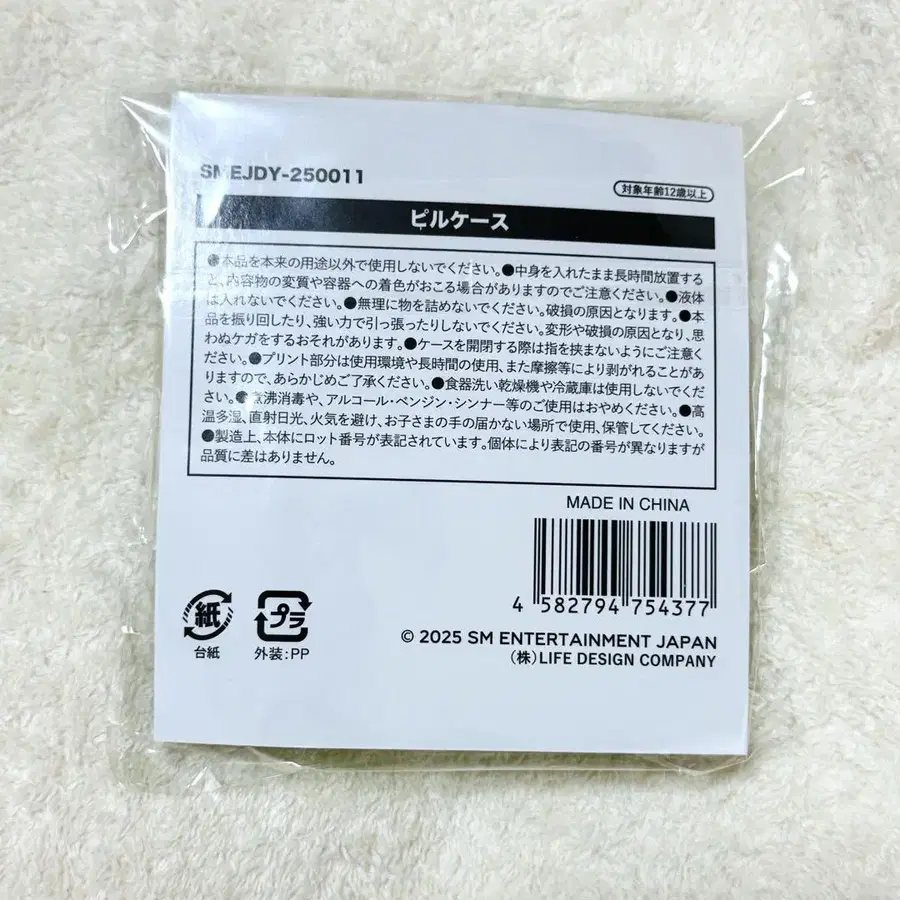 SMEJDY-250011
対象年齢12歳以上
ピルケース
●本品を本来の用途以外で使用しないでください。●中身を入れたまま長時間放置する
と、内容物の変質や容器への着色がおこる場合がありますのでご注意ください。●液体
は入れないでください。●無理に物を詰めないでください。破損の原因となります。●本
品を振り回したり、強い力で引っ張ったりしないでください。変形や破損の原因となり、思
わぬケガをするおそれがあります。●ケースを開閉する際は指を挟まないようにご注意く
ださい。●プリント部分は使用環境や長時間の使用、また摩擦等により剥がれることがあ
りますので、あらかじめご了承ください。●食器洗い乾燥機や冷蔵庫は使用しないでくだ
さい。●煮沸消毒や、アルコール・ベンジン・シンナー等のご使用はおやめください。●高
温多湿、直射日光、火気を避け、お子さまの手の届かない場所で使用、保管してください。
●製造上、本体にロット番号が表記されています。個体により表記の番号が異なりますが
品質に差はありません。
MADE IN CHINA
4 582794 754377
紙
台紙
プラ
外装:PP
© 2025 SM ENTERTAINMENT JAPAN
(株)LIFE DESIGN COMPANY